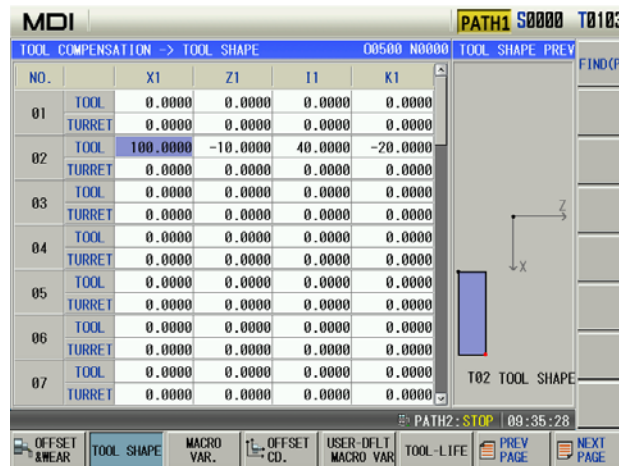 MDI PATH1 S0000 T0103
TOOL COMPENSATION -> TOOL SHAPE O0500 N0000 TOOL SHAPE PREV
FIND(P
NO. X1 Z1 I1 K1
01 TOOL 0.0000 0.0000 0.0000 0.0000
TURRET 0.0000 0.0000 0.0000 0.0000
02 TOOL 100.0000 -10.0000 40.0000 -20.0000
TURRET 0.0000 0.0000 0.0000 0.0000
03 TOOL 0.0000 0.0000 0.0000 0.0000
TURRET 0.0000 0.0000 0.0000 0.0000
Z
04 TOOL 0.0000 0.0000 0.0000 0.0000
TURRET 0.0000 0.0000 0.0000 0.0000
X
05 TOOL 0.0000 0.0000 0.0000 0.0000
TURRET 0.0000 0.0000 0.0000 0.0000
06 TOOL 0.0000 0.0000 0.0000 0.0000
TURRET 0.0000 0.0000 0.0000 0.0000
07 TOOL 0.0000 0.0000 0.0000 0.0000
TURRET 0.0000 0.0000 0.0000 0.0000
T02 TOOL SHAPE
PATH2:STOP 09:35:28
OFFSET &WEAR
TOOL SHAPE
MACRO VAR.
OFFSET CD.
USER-DFLT MACRO VAR
TOOL-LIFE
PREV PAGE
NEXT PAGE